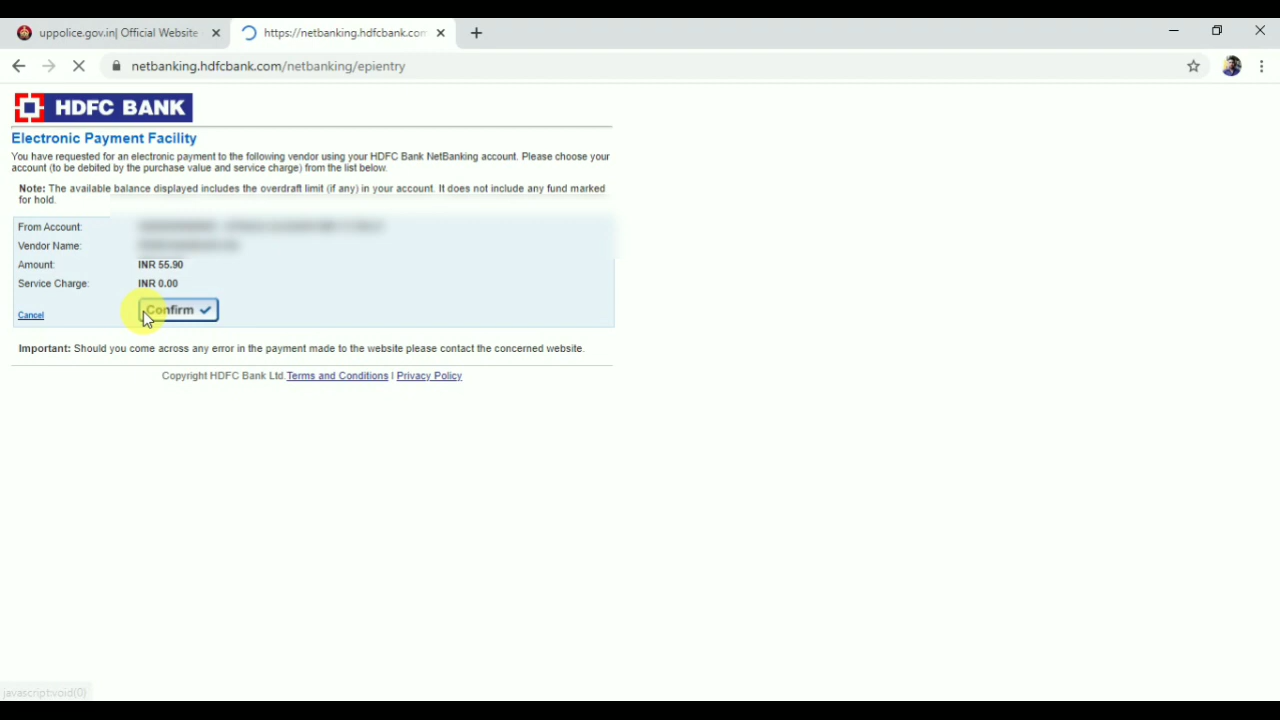 uppolice.gov.in| Official Website
https://netbanking.hdfcbank.com
netbanking.hdfcbank.com/netbanking/epientry
HDFC BANK
Electronic Payment Facility
You have requested for an electronic payment to the following vendor using your HDFC Bank NetBanking account. Please choose your
account (to be debited by the purchase value and service charge) from the list below.
Note: The available balance displayed includes the overdraft limit (if any) in your account. It does not include any fund marked
for hold.
From Account:
Vendor Name:
Amount: INR 55.90
Service Charge: INR 0.00
Cancel Confirm
Important: Should you come across any error in the payment made to the website please contact the concerned website.
Copyright HDFC Bank Ltd. Terms and Conditions | Privacy Policy
javascript:void(0)